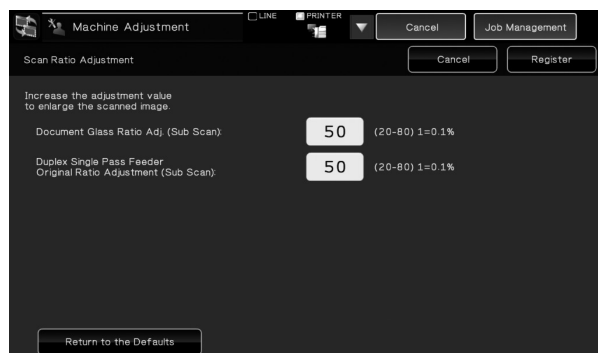 Machine Adjustment
LINE
PRINTER
Cancel
Job Management
Scan Ratio Adjustment
Cancel
Register
Increase the adjustment value
to enlarge the scanned image.
Document Glass Ratio Adj. (Sub Scan):
50
(20-80) 1=0.1%
Duplex Single Pass Feeder
Original Ratio Adjustment (Sub Scan):
50
(20-80) 1=0.1%
Return to the Defaults